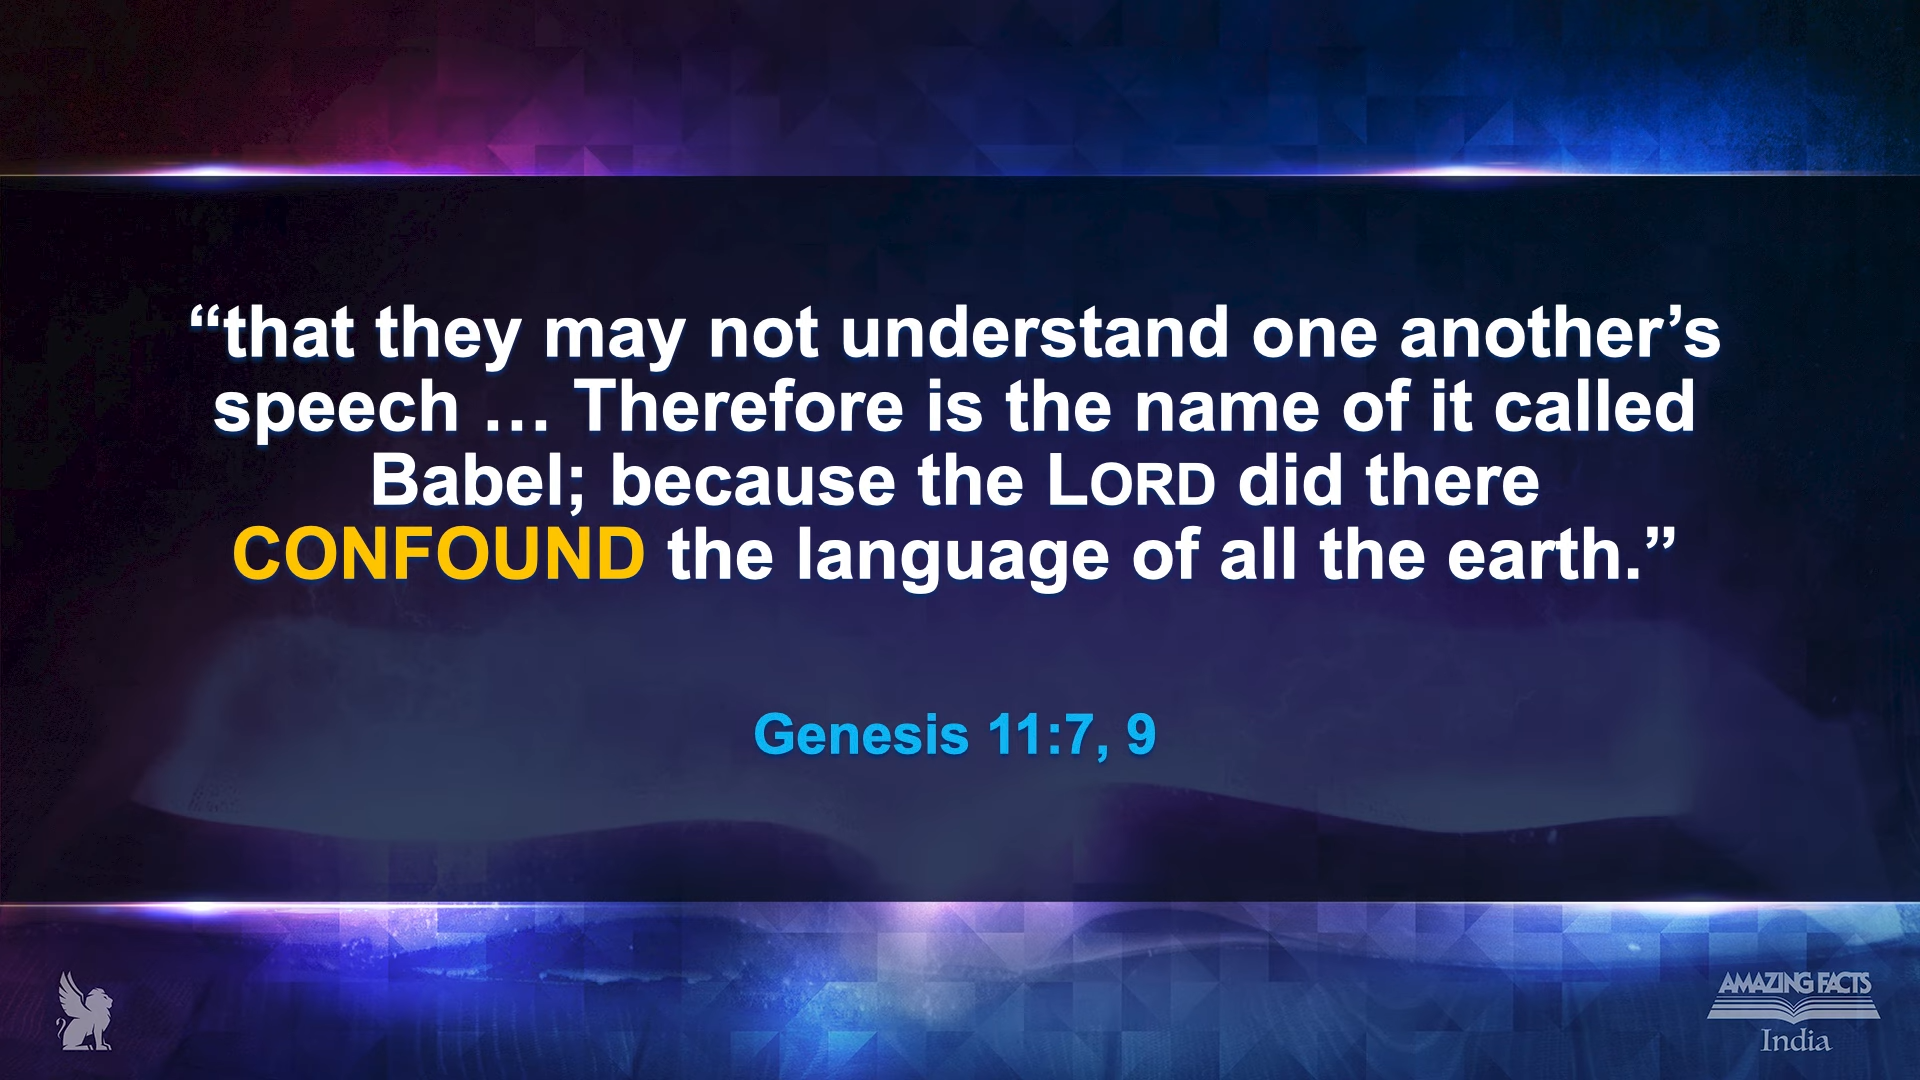 “that they may not understand one another’s
speech … Therefore is the name of it called
Babel; because the LORD did there
CONFOUND the language of all the earth.”
Genesis 11:7, 9
AMAZING FACTS
India